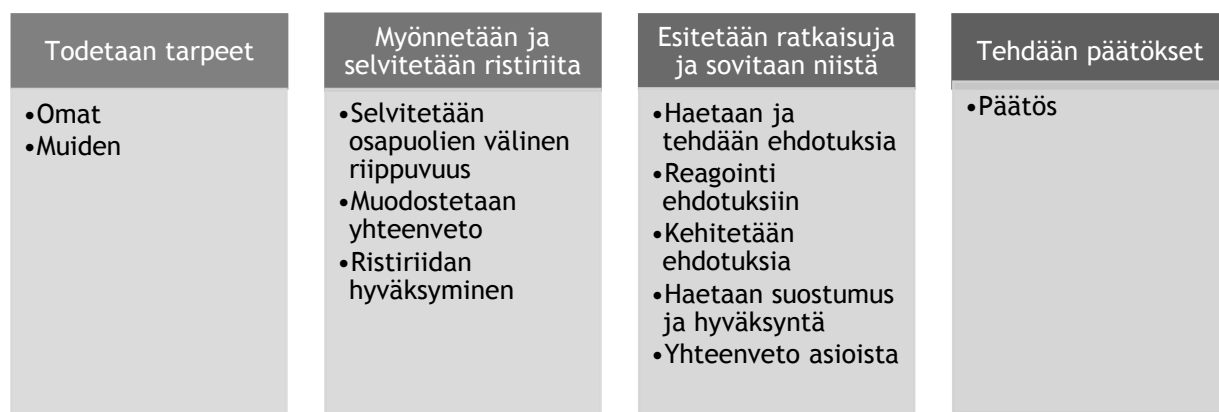 Todetaan tarpeet
•Omat
•Muiden
Myönnetään ja
selvitetään ristiriita
•Selvitetään
osapuolien välinen
riippuvuus
•Muodostetaan
yhteenveto
•Ristiriidan
hyväksyminen
Esitetään ratkaisuja
ja sovitaan niistä
•Haetaan ja
tehdään ehdotuksia
•Reagointi
ehdotuksiin
•Kehitetään
ehdotuksia
•Haetaan suostumus
ja hyväksyntä
•Yhteenveto asioista
Tehdään päätökset
•Päätös